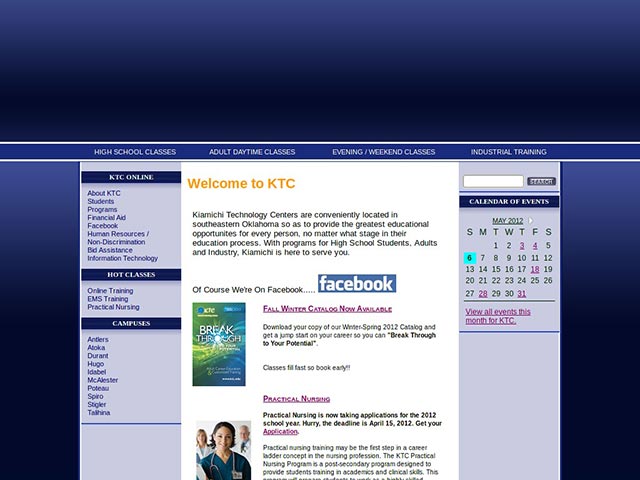 HIGH SCHOOL CLASSES
ADULT DAYTIME CLASSES
EVENING / WEEKEND CLASSES
INDUSTRIAL TRAINING
KTC ONLINE
About KTC
Students
Programs
Financial Aid
Facebook
Human Resources /
Non-Discrimination
Bid Assistance
Information Technology
HOT CLASSES
Online Training
EMS Training
Practical Nursing
CAMPUSES
Antlers
Atoka
Durant
Hugo
Idabel
McAlester
Poteau
Spiro
Stigler
Talihina
Welcome to KTC
Kiamichi Technology Centers are conveniently located in
southeastern Oklahoma so as to provide the greatest educational
opportunites for every person, no matter what stage in their
education process. With programs for High School Students, Adults
and Industry, Kiamichi is here to serve you.
Of Course We're On Facebook..... facebook
KTC
BREAK
THROUGH
FALL WINTER CATALOG NOW AVAILABLE
Download your copy of our Winter-Spring 2012 Catalog and
get a jump start on your career so you can "Break Through
to Your Potential".
Classes fill fast so book early!!
PRACTICAL NURSING
Practical Nursing is now taking applications for the 2012
school year. Hurry, the deadline is April 15, 2012. Get your
Application.
Practical nursing training may be the first step in a career
ladder concept in the nursing profession. The KTC Practical
Nursing Program is a post-secondary program designed to
provide students training in academics and clinical skills. This
program will prepare students to work as a highly skilled
CALENDAR OF EVENTS
MAY 2012
S M T W T F S
1 2 3 4 5
6 7 8 9 10 11 12
13 14 15 16 17 18 19
20 21 22 23 24 25 26
27 28 29 30 31
View all events this
month for KTC.